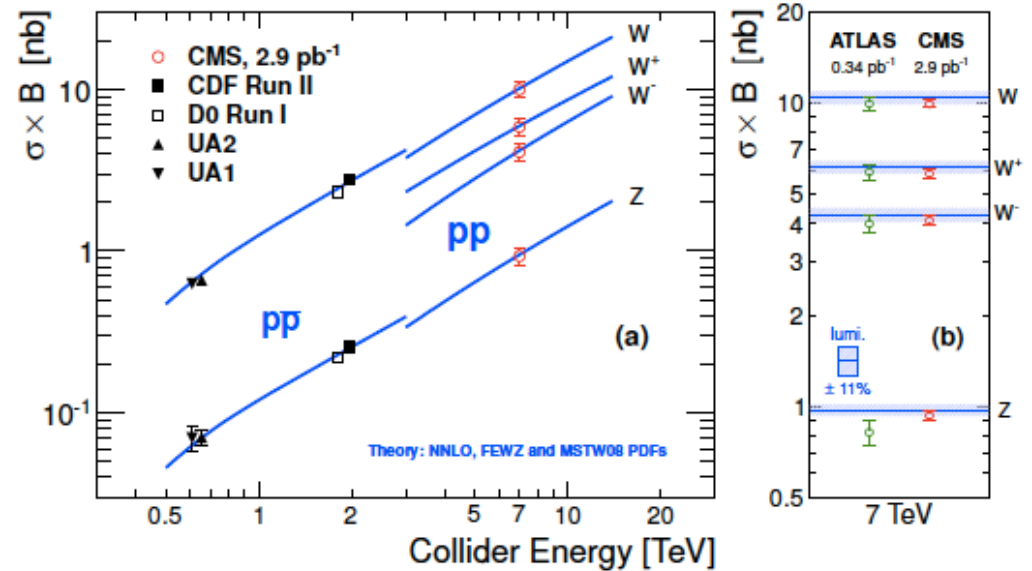 σ × B [nb]
10
1
10⁻¹
CMS, 2.9 pb⁻¹
CDF Run II
D0 Run I
UA2
UA1
W
W⁺
W⁻
Z
pp
pp̅
(a)
Theory: NNLO, FEWZ and MSTW08 PDFs
0.5 1 2 5 7 10 20
Collider Energy [TeV]
σ × B [nb]
20
10
7
6
5
4
3
2
1
0.5
ATLAS CMS
0.34 pb⁻¹ 2.9 pb⁻¹
W
W⁺
W⁻
lumi.
± 11%
(b)
Z
7 TeV